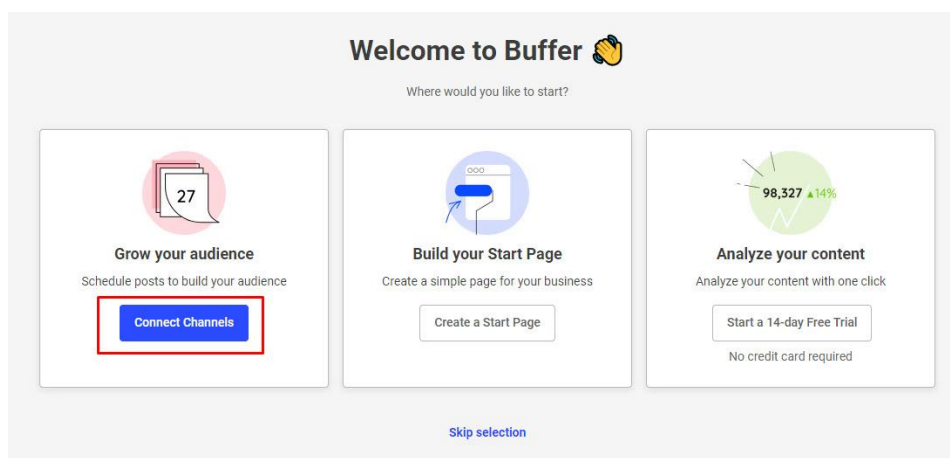 Welcome to Buffer 👋
Where would you like to start?
27
Grow your audience
Schedule posts to build your audience
Connect Channels
Build your Start Page
Create a simple page for your business
Create a Start Page
98,327 ▲14%
Analyze your content
Analyze your content with one click
Start a 14-day Free Trial
No credit card required
Skip selection